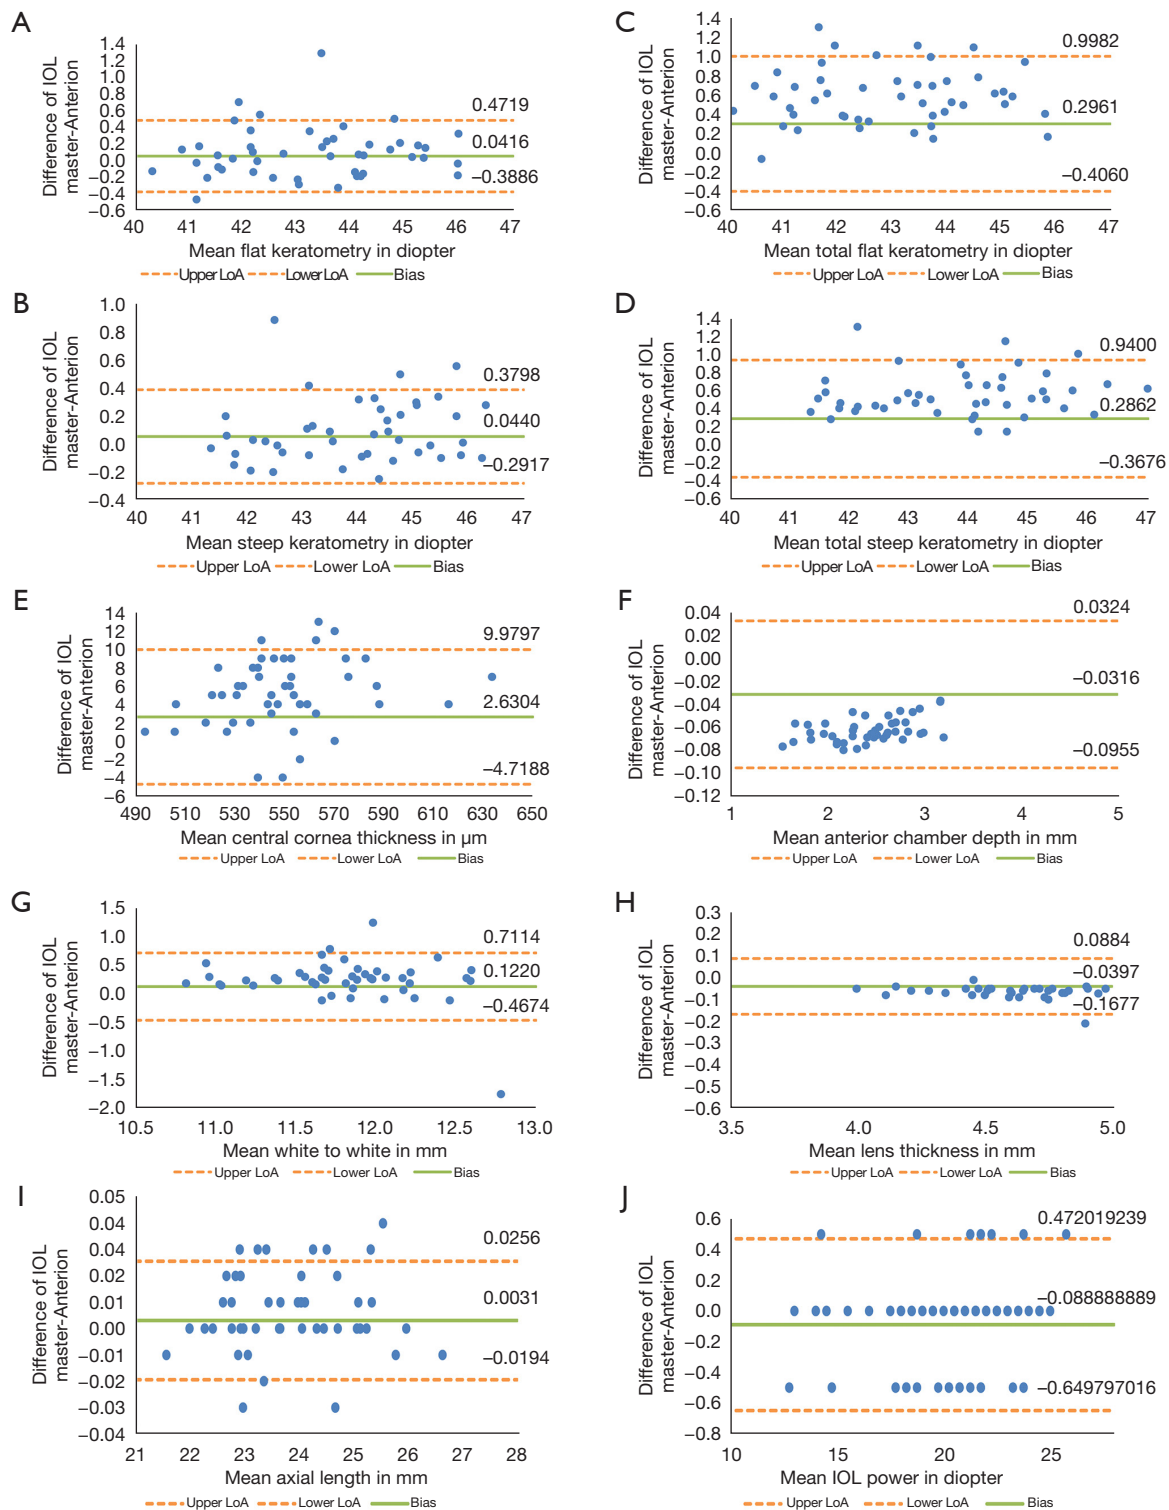 A
Difference of IOL
master-Anterion
1.4
1.2
1.0
0.8
0.6
0.4
0.2
0.0
−0.2
−0.4
−0.6
0.4719
0.0416
−0.3886
40 41 42 43 44 45 46 47
Mean flat keratometry in diopter
Upper LoA Lower LoA Bias
C
Difference of IOL
master-Anterion
1.4
1.2
1.0
0.8
0.6
0.4
0.2
0.0
−0.2
−0.4
−0.6
0.9982
0.2961
−0.4060
40 41 42 43 44 45 46 47
Mean total flat keratometry in diopter
Upper LoA Lower LoA Bias
B
Difference of IOL
master-Anterion
1.0
0.8
0.6
0.4
0.2
0.0
−0.2
−0.4
0.3798
0.0440
−0.2917
40 41 42 43 44 45 46 47
Mean steep keratometry in diopter
Upper LoA Lower LoA Bias
D
Difference of IOL
master-Anterion
1.4
1.2
1.0
0.8
0.6
0.4
0.2
0.0
−0.2
−0.4
−0.6
0.9400
0.2862
−0.3676
40 41 42 43 44 45 46 47
Mean total steep keratometry in diopter
Upper LoA Lower LoA Bias
E
Difference of IOL
master-Anterion
14
12
10
8
6
4
2
0
−2
−4
−6
9.9797
2.6304
−4.7188
490 510 530 550 570 590 610 630 650
Mean central cornea thickness in µm
Upper LoA Lower LoA Bias
F
Difference of IOL
master-Anterion
0.04
0.02
0.00
−0.02
−0.04
−0.06
−0.08
−0.10
−0.12
0.0324
−0.0316
−0.0955
1 2 3 4 5
Mean anterior chamber depth in mm
Upper LoA Lower LoA Bias
G
Difference of IOL
master-Anterion
1.5
1.0
0.5
0.0
−0.5
−1.0
−1.5
−2.0
0.7114
0.1220
−0.4674
10.5 11.0 11.5 12.0 12.5 13.0
Mean white to white in mm
Upper LoA Lower LoA Bias
H
Difference of IOL
master-Anterion
0.3
0.2
0.1
0.0
−0.1
−0.2
−0.3
−0.4
−0.5
−0.6
0.0884
−0.0397
−0.1677
3.5 4.0 4.5 5.0
Mean lens thickness in mm
Upper LoA Lower LoA Bias
I
Difference of IOL
master-Anterion
0.05
0.04
0.04
0.02
0.01
0.00
−0.01
−0.02
−0.03
−0.04
0.0256
0.0031
−0.0194
21 22 23 24 25 26 27 28
Mean axial length in mm
Upper LoA Lower LoA Bias
J
Difference of IOL
master-Anterion
0.6
0.4
0.2
0.0
−0.2
−0.4
−0.6
−0.8
0.472019239
−0.088888889
−0.649797016
10 15 20 25
Mean IOL power in diopter
Upper LoA Lower LoA Bias